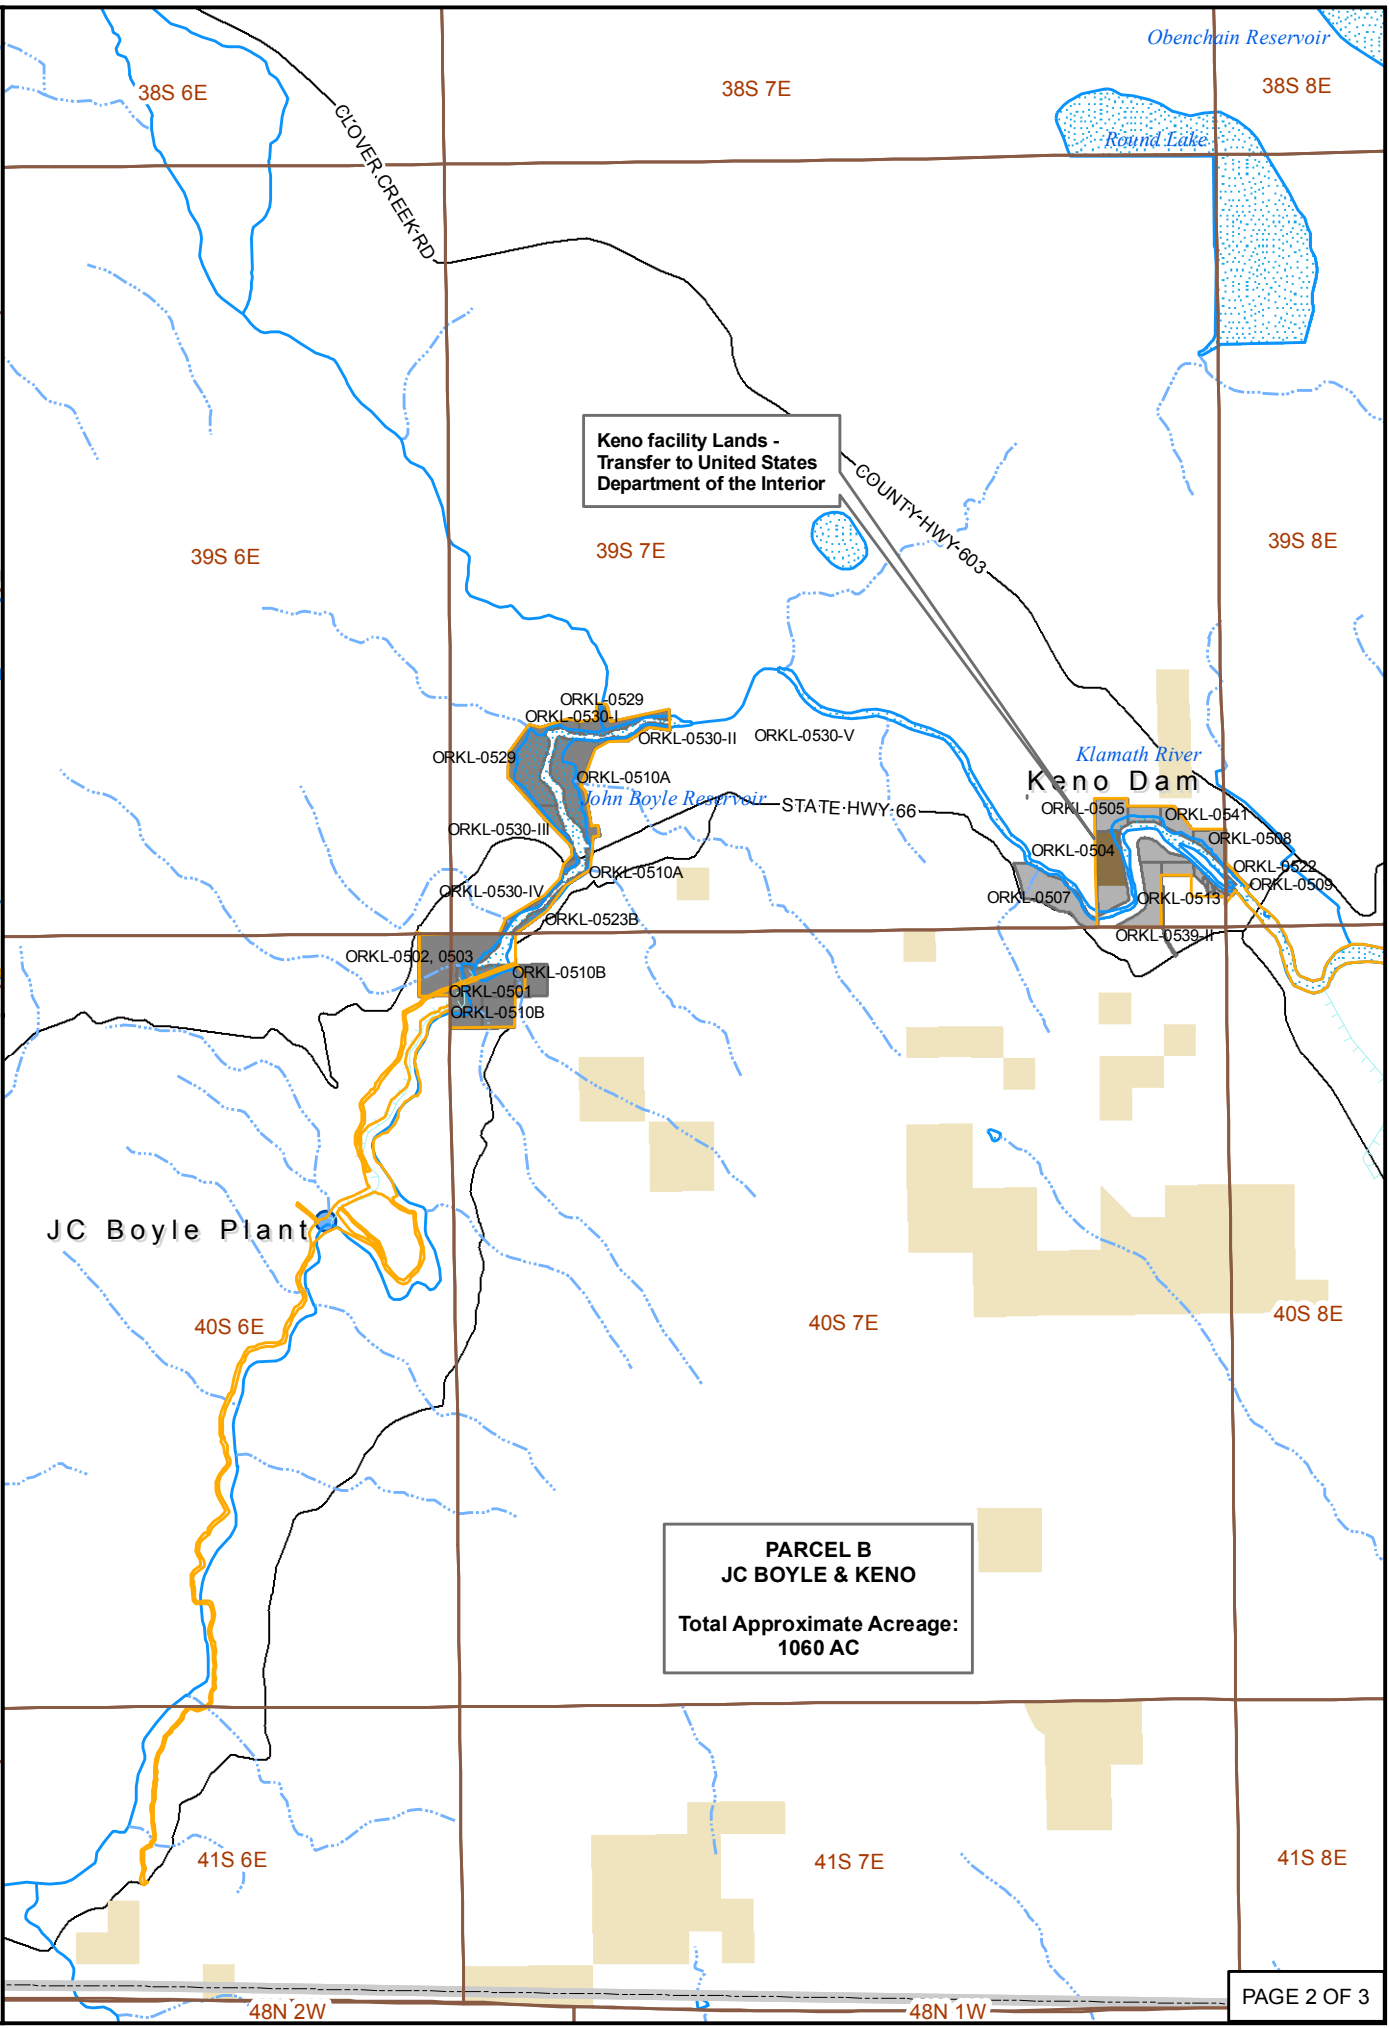 Obenchain Reservoir
38S 6E
38S 7E
38S 8E
CLOVER CREEK RD
Round Lake
Keno facility Lands -
Transfer to United States
Department of the Interior
COUNTY HWY 603
39S 6E
39S 7E
39S 8E
ORKL-0529
ORKL-0530-I
ORKL-0530-II
ORKL-0530-V
ORKL-0529
Klamath River
ORKL-0510A
Keno Dam
John Boyle Reservoir
STATE HWY 66
ORKL-0505
ORKL-0541
ORKL-0530-III
ORKL-0508
ORKL-0504
ORKL-0522
ORKL-0510A
ORKL-0509
ORKL-0530-IV
ORKL-0507
ORKL-0513
ORKL-0523B
ORKL-0539-II
ORKL-0502, 0503
ORKL-0510B
ORKL-0501
ORKL-0510B
JC Boyle Plant
40S 6E
40S 7E
40S 8E
PARCEL B
JC BOYLE & KENO
Total Approximate Acreage:
1060 AC
41S 6E
41S 7E
41S 8E
48N 2W
48N 1W
PAGE 2 OF 3